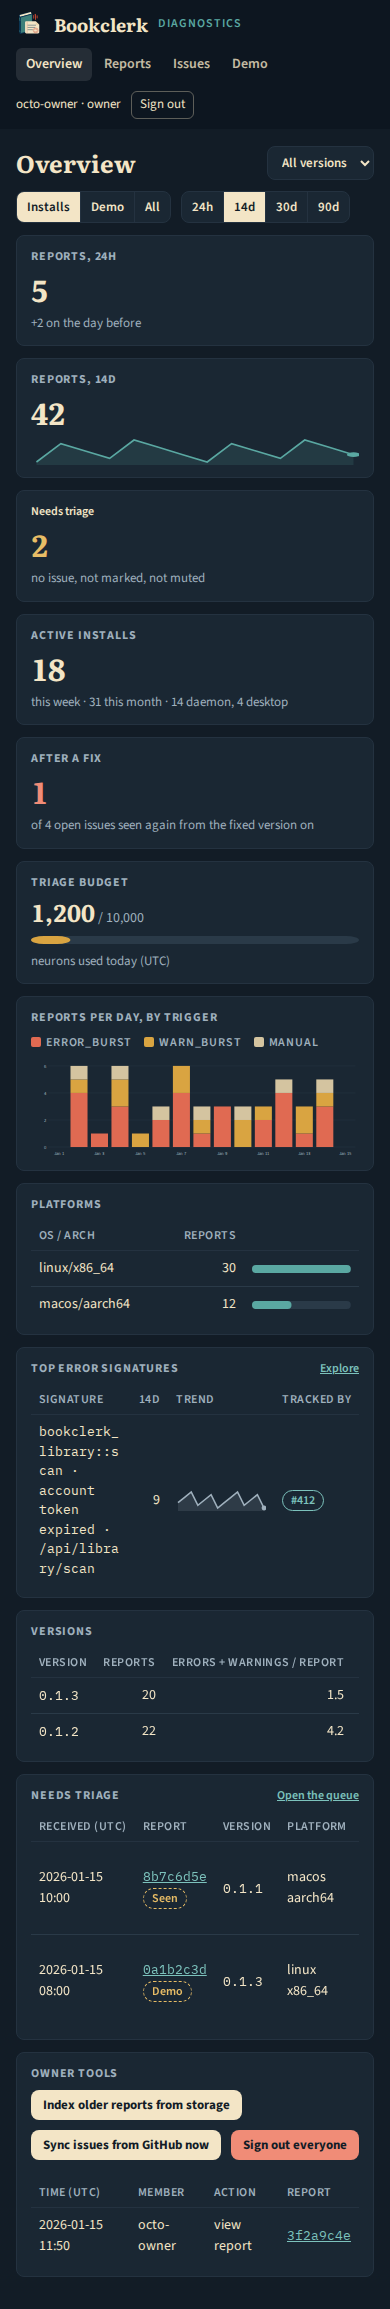 Bookclerk DIAGNOSTICS
Overview Reports Issues Demo
octo-owner · owner Sign out
Overview All versions
Installs Demo All 24h 14d 30d 90d
REPORTS, 24H
5
+2 on the day before
REPORTS, 14D
42
Needs triage
2
no issue, not marked, not muted
ACTIVE INSTALLS
18
this week · 31 this month · 14 daemon, 4 desktop
AFTER A FIX
1
of 4 open issues seen again from the fixed version on
TRIAGE BUDGET
1,200 / 10,000
neurons used today (UTC)
REPORTS PER DAY, BY TRIGGER
ERROR_BURST WARN_BURST MANUAL
6
4
2
0
PLATFORMS
OS / ARCH REPORTS
linux/x86_64 30
macos/aarch64 12
TOP ERROR SIGNATURES Explore
SIGNATURE 14D TREND TRACKED BY
bookclerk_
library::s
can ·
account
token
expired ·
/api/libra
ry/scan
9 #412
VERSIONS
VERSION REPORTS ERRORS + WARNINGS / REPORT
0.1.3 20 1.5
0.1.2 22 4.2
NEEDS TRIAGE Open the queue
RECEIVED (UTC) REPORT VERSION PLATFORM
2026-01-15 8b7c6d5e 0.1.1 macos
10:00 Seen aarch64
2026-01-15 0a1b2c3d 0.1.3 linux
08:00 Demo x86_64
OWNER TOOLS
Index older reports from storage
Sync issues from GitHub now Sign out everyone
TIME (UTC) MEMBER ACTION REPORT
2026-01-15 octo- view 3f2a9c4e
11:50 owner report